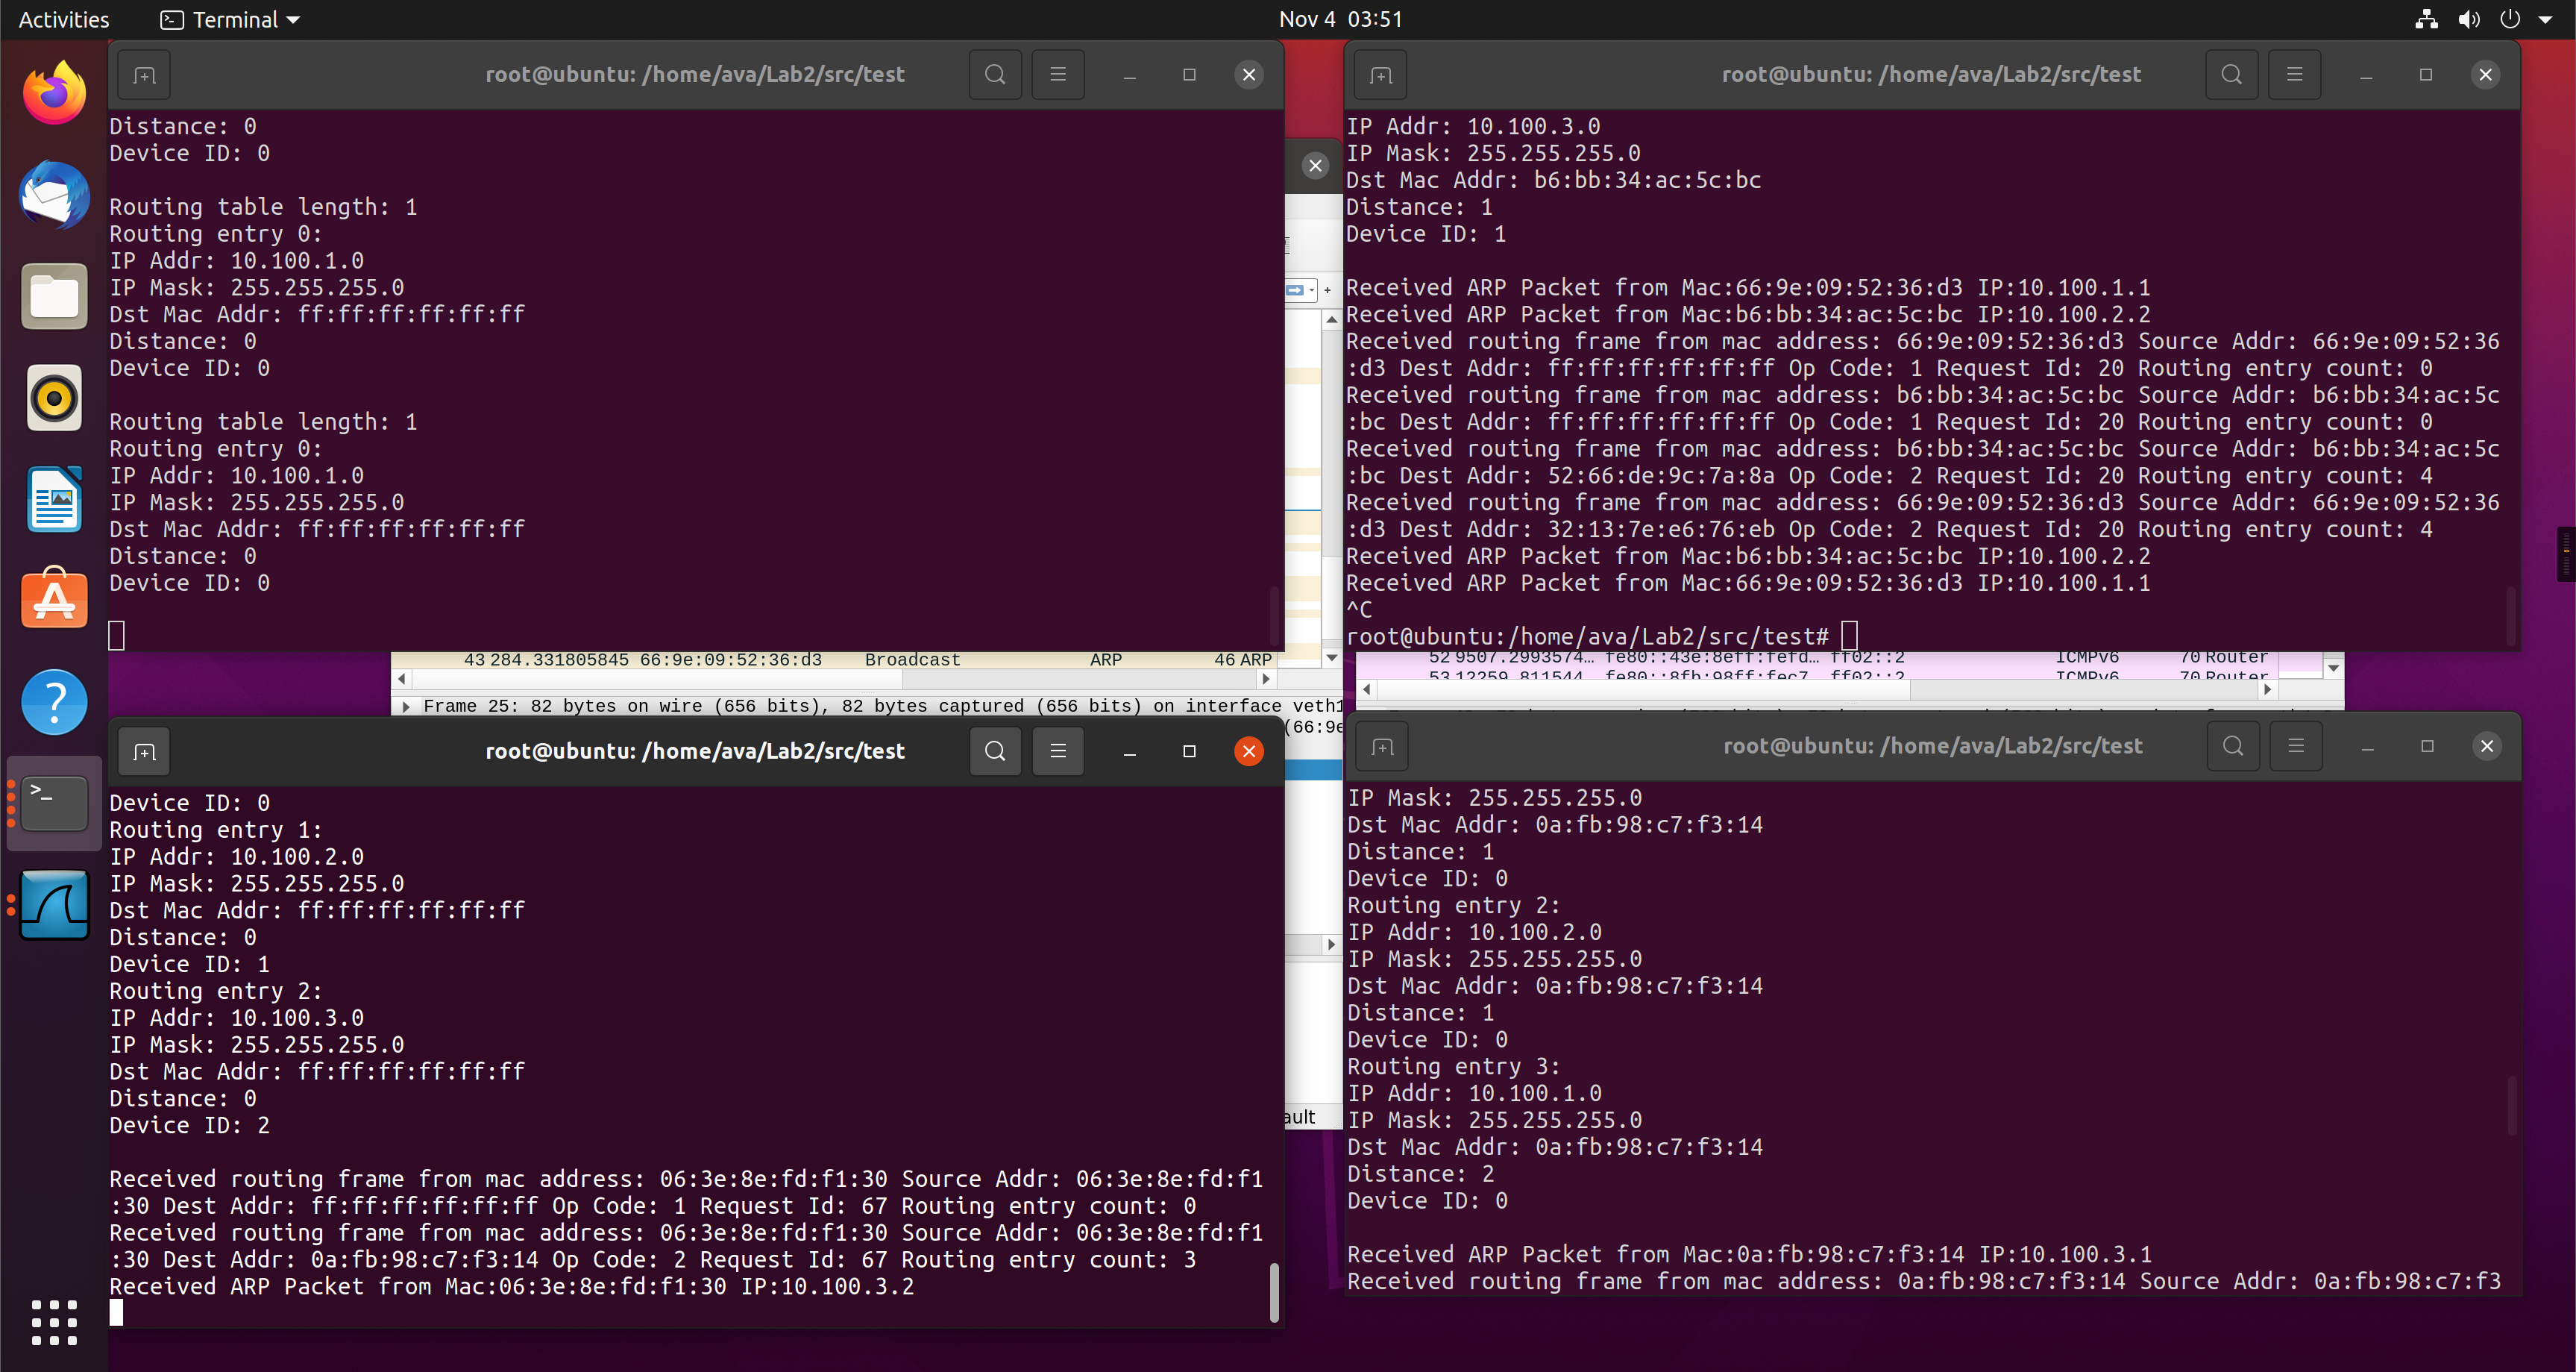 Activities
Terminal
Nov 4 03:51
root@ubuntu: /home/ava/Lab2/src/test
Distance: 0
Device ID: 0
Routing table length: 1
Routing entry 0:
IP Addr: 10.100.1.0
IP Mask: 255.255.255.0
Dst Mac Addr: ff:ff:ff:ff:ff:ff
Distance: 0
Device ID: 0
Routing table length: 1
Routing entry 0:
IP Addr: 10.100.1.0
IP Mask: 255.255.255.0
Dst Mac Addr: ff:ff:ff:ff:ff:ff
Distance: 0
Device ID: 0
root@ubuntu: /home/ava/Lab2/src/test
IP Addr: 10.100.3.0
IP Mask: 255.255.255.0
Dst Mac Addr: b6:bb:34:ac:5c:bc
Distance: 1
Device ID: 1
Received ARP Packet from Mac:66:9e:09:52:36:d3 IP:10.100.1.1
Received ARP Packet from Mac:b6:bb:34:ac:5c:bc IP:10.100.2.2
Received routing frame from mac address: 66:9e:09:52:36:d3 Source Addr: 66:9e:09:52:36
:d3 Dest Addr: ff:ff:ff:ff:ff:ff Op Code: 1 Request Id: 20 Routing entry count: 0
Received routing frame from mac address: b6:bb:34:ac:5c:bc Source Addr: b6:bb:34:ac:5c
:bc Dest Addr: ff:ff:ff:ff:ff:ff Op Code: 1 Request Id: 20 Routing entry count: 0
Received routing frame from mac address: b6:bb:34:ac:5c:bc Source Addr: b6:bb:34:ac:5c
:bc Dest Addr: 52:66:de:9c:7a:8a Op Code: 2 Request Id: 20 Routing entry count: 4
Received routing frame from mac address: 66:9e:09:52:36:d3 Source Addr: 66:9e:09:52:36
:d3 Dest Addr: 32:13:7e:e6:76:eb Op Code: 2 Request Id: 20 Routing entry count: 4
Received ARP Packet from Mac:b6:bb:34:ac:5c:bc IP:10.100.2.2
Received ARP Packet from Mac:66:9e:09:52:36:d3 IP:10.100.1.1
^C
root@ubuntu:/home/ava/Lab2/src/test#
43 284.331805845 66:9e:09:52:36:d3 Broadcast ARP 46 ARP
Frame 25: 82 bytes on wire (656 bits), 82 bytes captured (656 bits) on interface veth1
(66:9e
52 9507.2993574… fe80::43e:8eff:fefd… ff02::2 ICMPv6 70 Router
53 12259.811544… fe80::8fb:98ff:fec7… ff02::2 ICMPv6 70 Router
root@ubuntu: /home/ava/Lab2/src/test
Device ID: 0
Routing entry 1:
IP Addr: 10.100.2.0
IP Mask: 255.255.255.0
Dst Mac Addr: ff:ff:ff:ff:ff:ff
Distance: 0
Device ID: 1
Routing entry 2:
IP Addr: 10.100.3.0
IP Mask: 255.255.255.0
Dst Mac Addr: ff:ff:ff:ff:ff:ff
Distance: 0
Device ID: 2
Received routing frame from mac address: 06:3e:8e:fd:f1:30 Source Addr: 06:3e:8e:fd:f1
:30 Dest Addr: ff:ff:ff:ff:ff:ff Op Code: 1 Request Id: 67 Routing entry count: 0
Received routing frame from mac address: 06:3e:8e:fd:f1:30 Source Addr: 06:3e:8e:fd:f1
:30 Dest Addr: 0a:fb:98:c7:f3:14 Op Code: 2 Request Id: 67 Routing entry count: 3
Received ARP Packet from Mac:06:3e:8e:fd:f1:30 IP:10.100.3.2
ault
root@ubuntu: /home/ava/Lab2/src/test
IP Mask: 255.255.255.0
Dst Mac Addr: 0a:fb:98:c7:f3:14
Distance: 1
Device ID: 0
Routing entry 2:
IP Addr: 10.100.2.0
IP Mask: 255.255.255.0
Dst Mac Addr: 0a:fb:98:c7:f3:14
Distance: 1
Device ID: 0
Routing entry 3:
IP Addr: 10.100.1.0
IP Mask: 255.255.255.0
Dst Mac Addr: 0a:fb:98:c7:f3:14
Distance: 2
Device ID: 0
Received ARP Packet from Mac:0a:fb:98:c7:f3:14 IP:10.100.3.1
Received routing frame from mac address: 0a:fb:98:c7:f3:14 Source Addr: 0a:fb:98:c7:f3